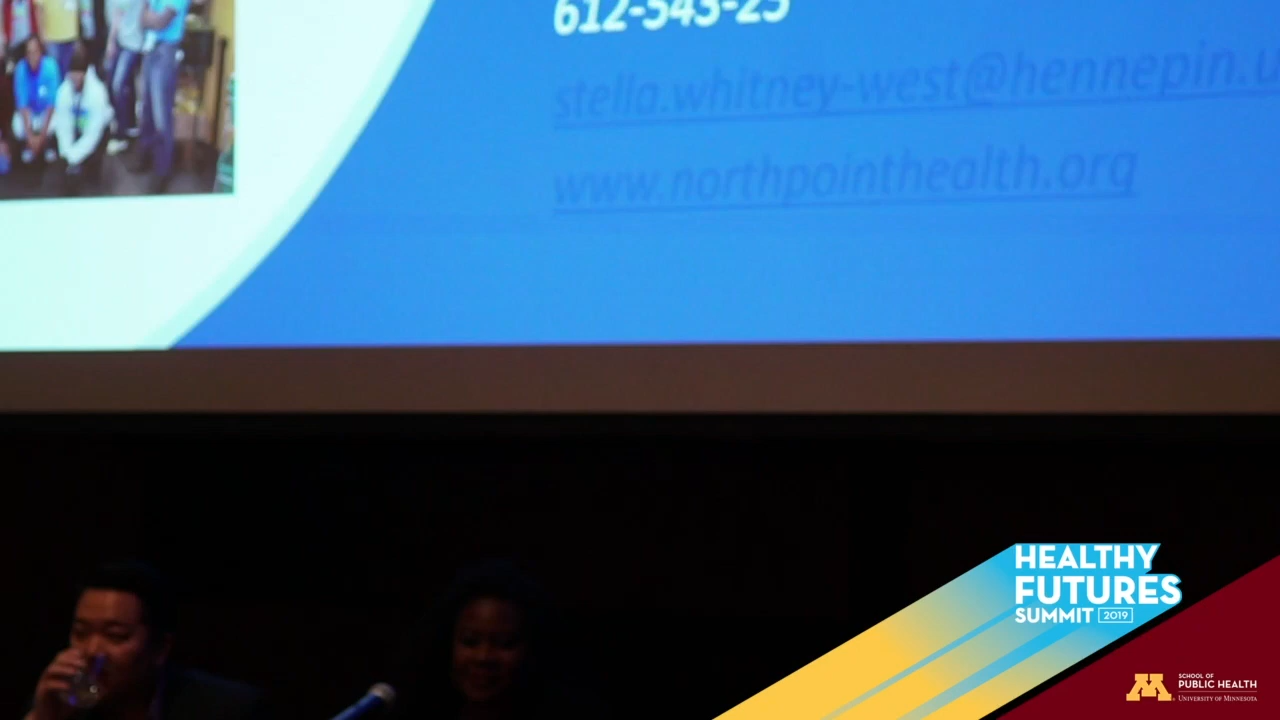 612-543-25
stella.whitney-west@hennepin.u
www.northpointhealth.org
HEALTHY
FUTURES
SUMMIT 2019
M
SCHOOL OF
PUBLIC HEALTH
UNIVERSITY OF MINNESOTA